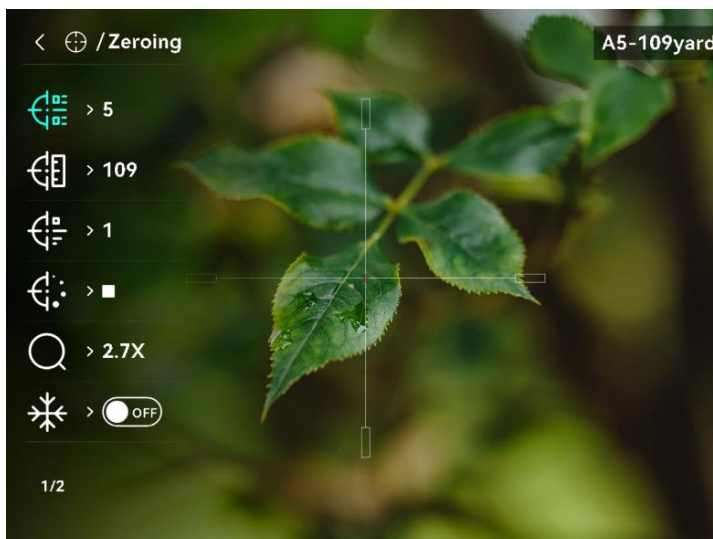 /Zeroing
A5-109yard
> 5
> 109
> 1
>
> 2.7X
> OFF
1/2